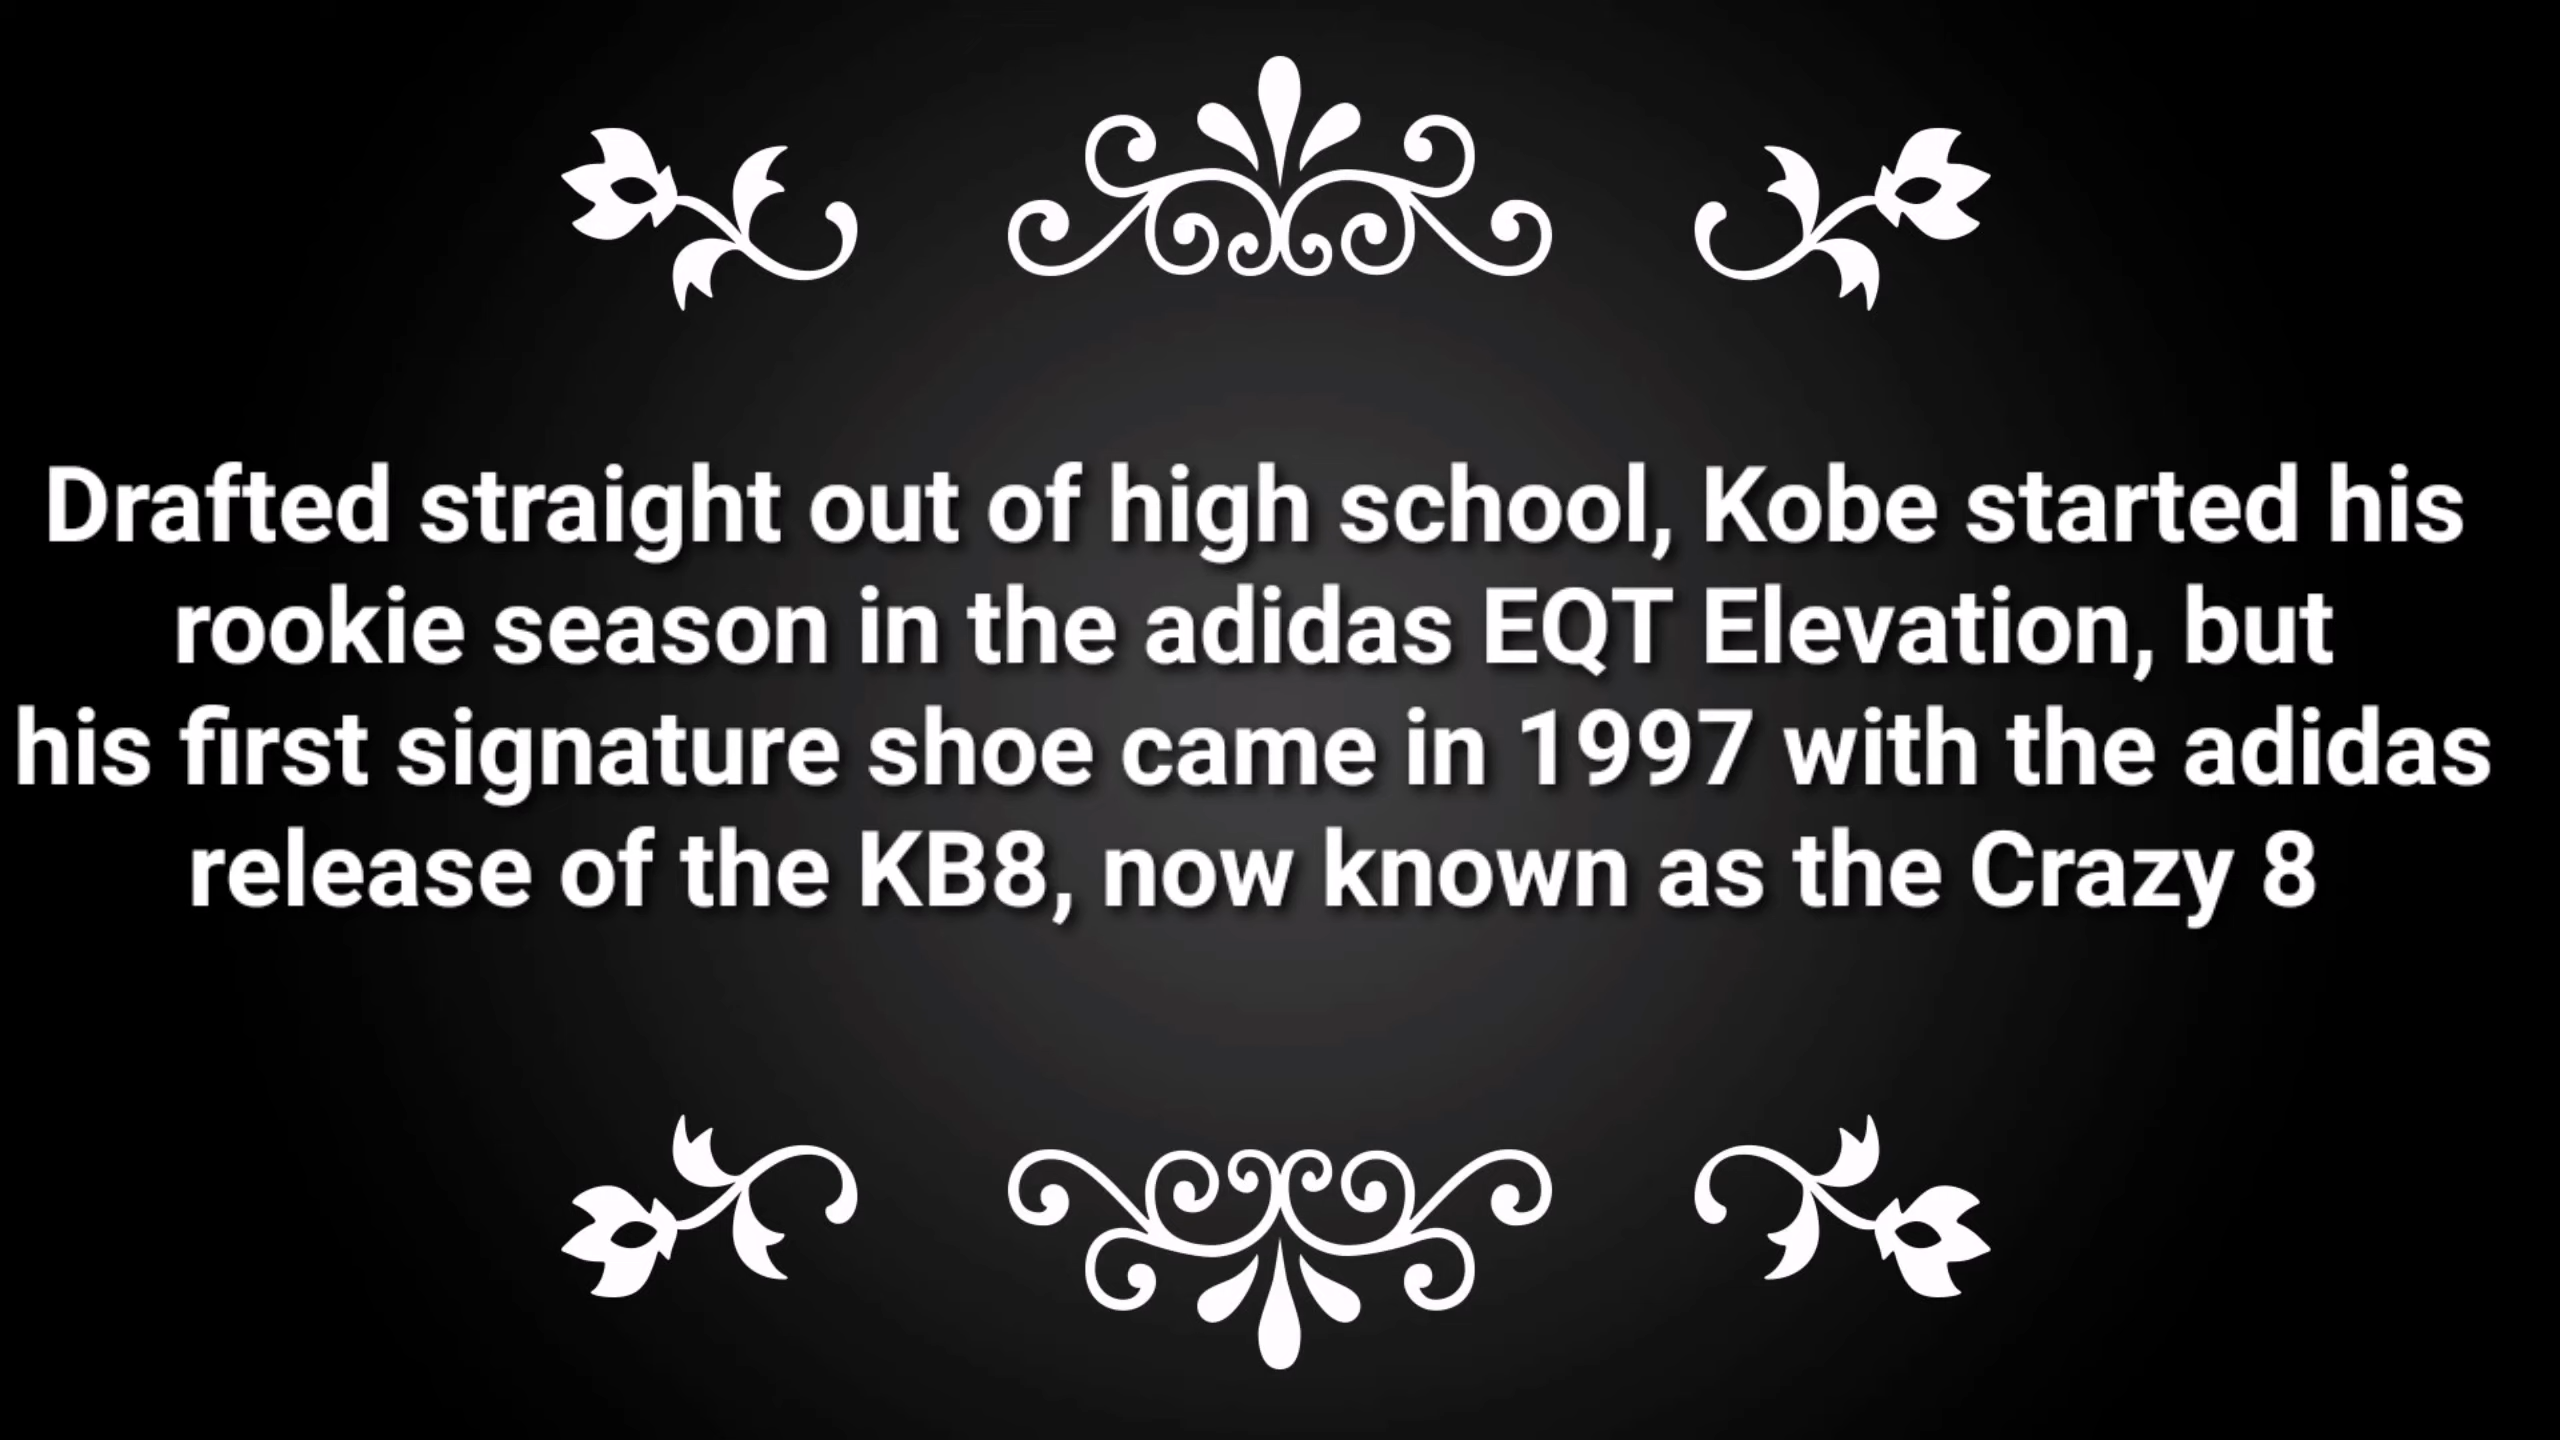 Drafted straight out of high school, Kobe started his
rookie season in the adidas EQT Elevation, but
his first signature shoe came in 1997 with the adidas
release of the KB8, now known as the Crazy 8